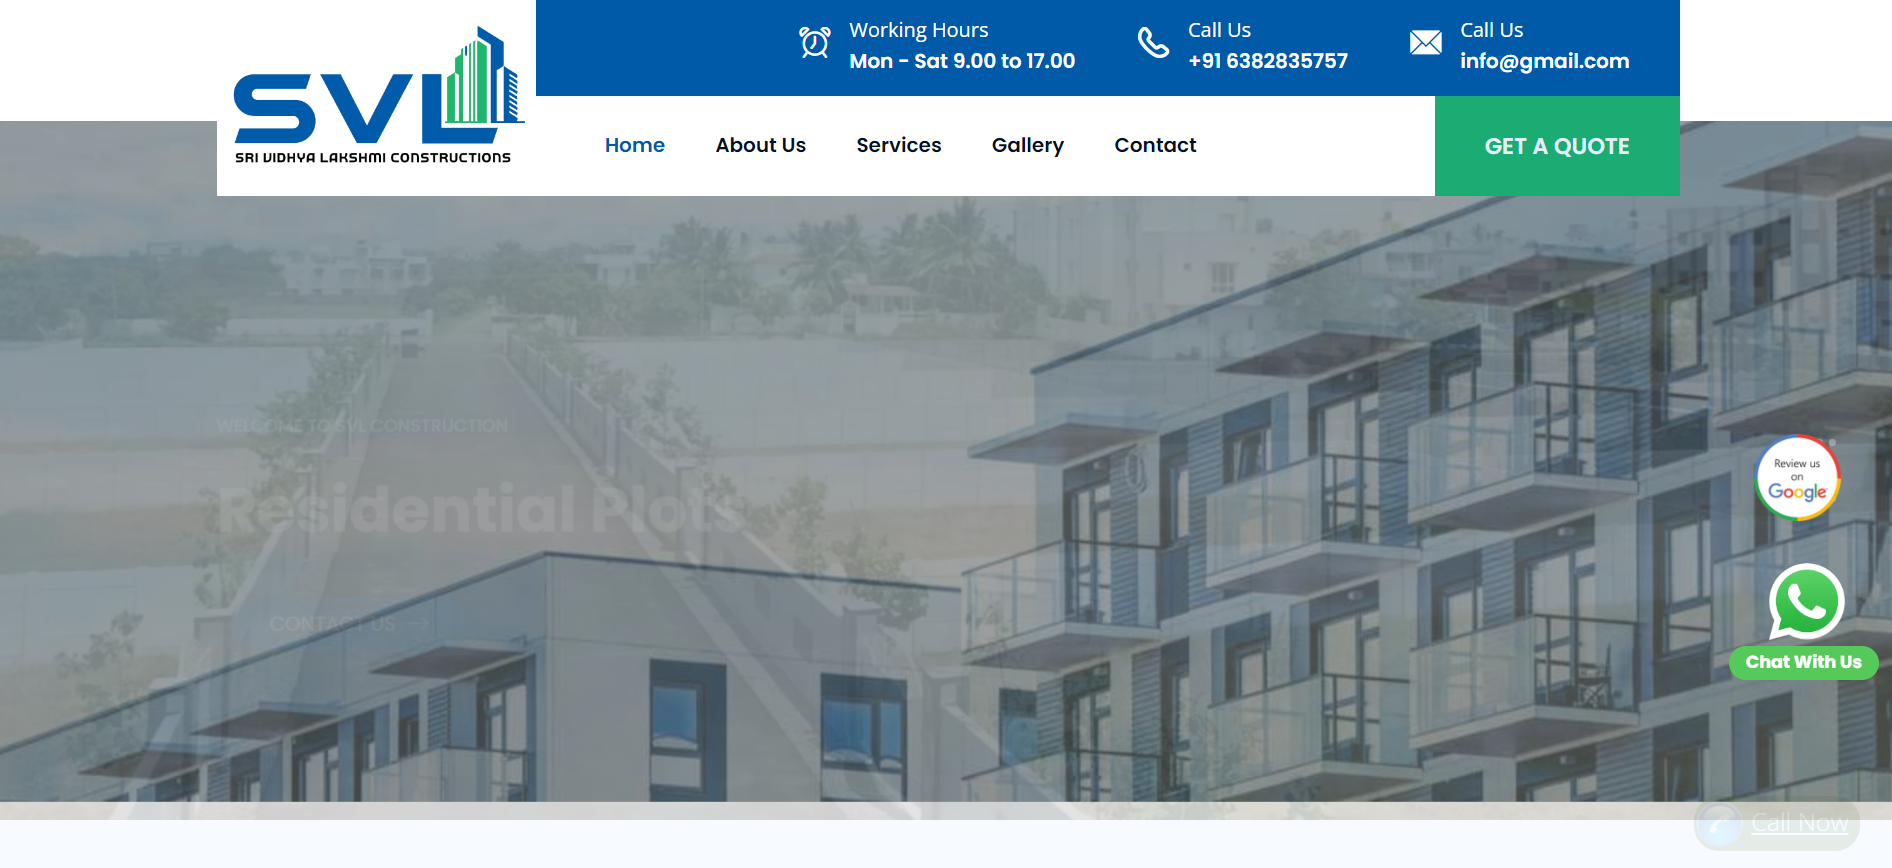 Working Hours
Mon - Sat 9.00 to 17.00
Call Us
+91 6382835757
Call Us
info@gmail.com
SVL
SRI VIDHYA LAKSHMI CONSTRUCTIONS
Home
About Us
Services
Gallery
Contact
GET A QUOTE
WELCOME TO SVL CONSTRUCTION
Residential Plots
CONTACT US
Review us
on
Google
Chat With Us
Call Now